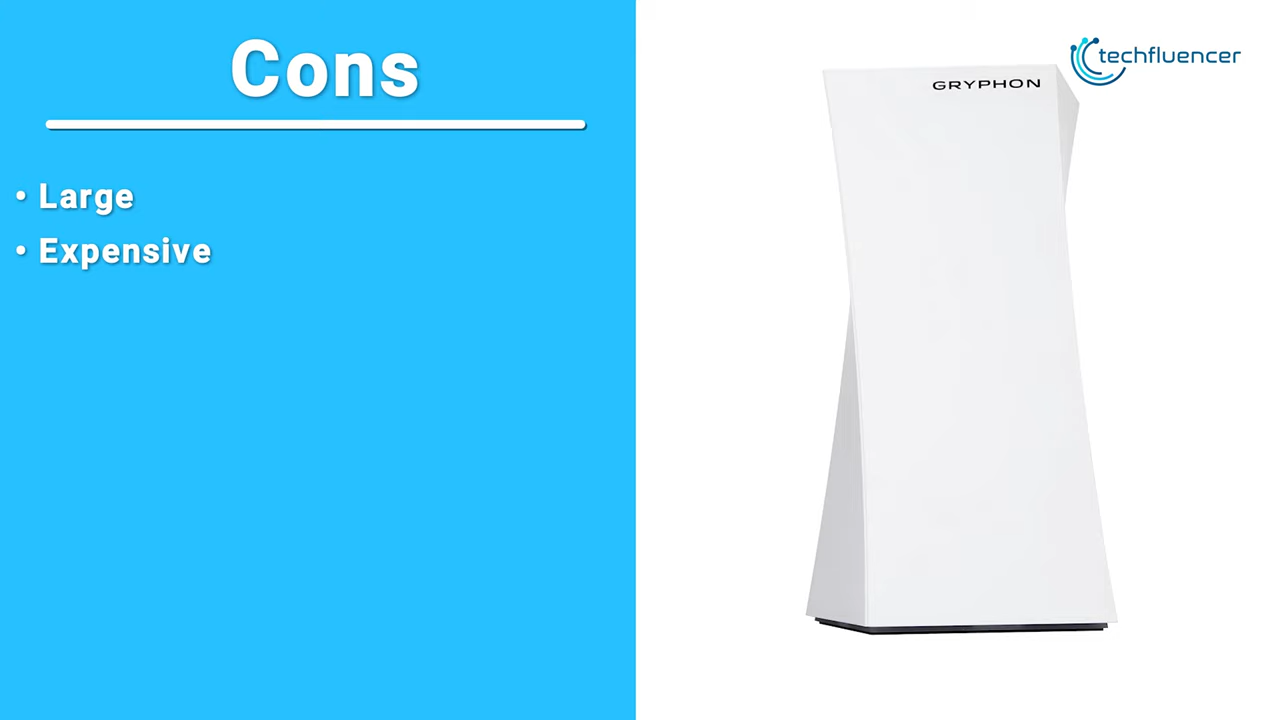 Cons
• Large
• Expensive
GRYPHON
techfluencer